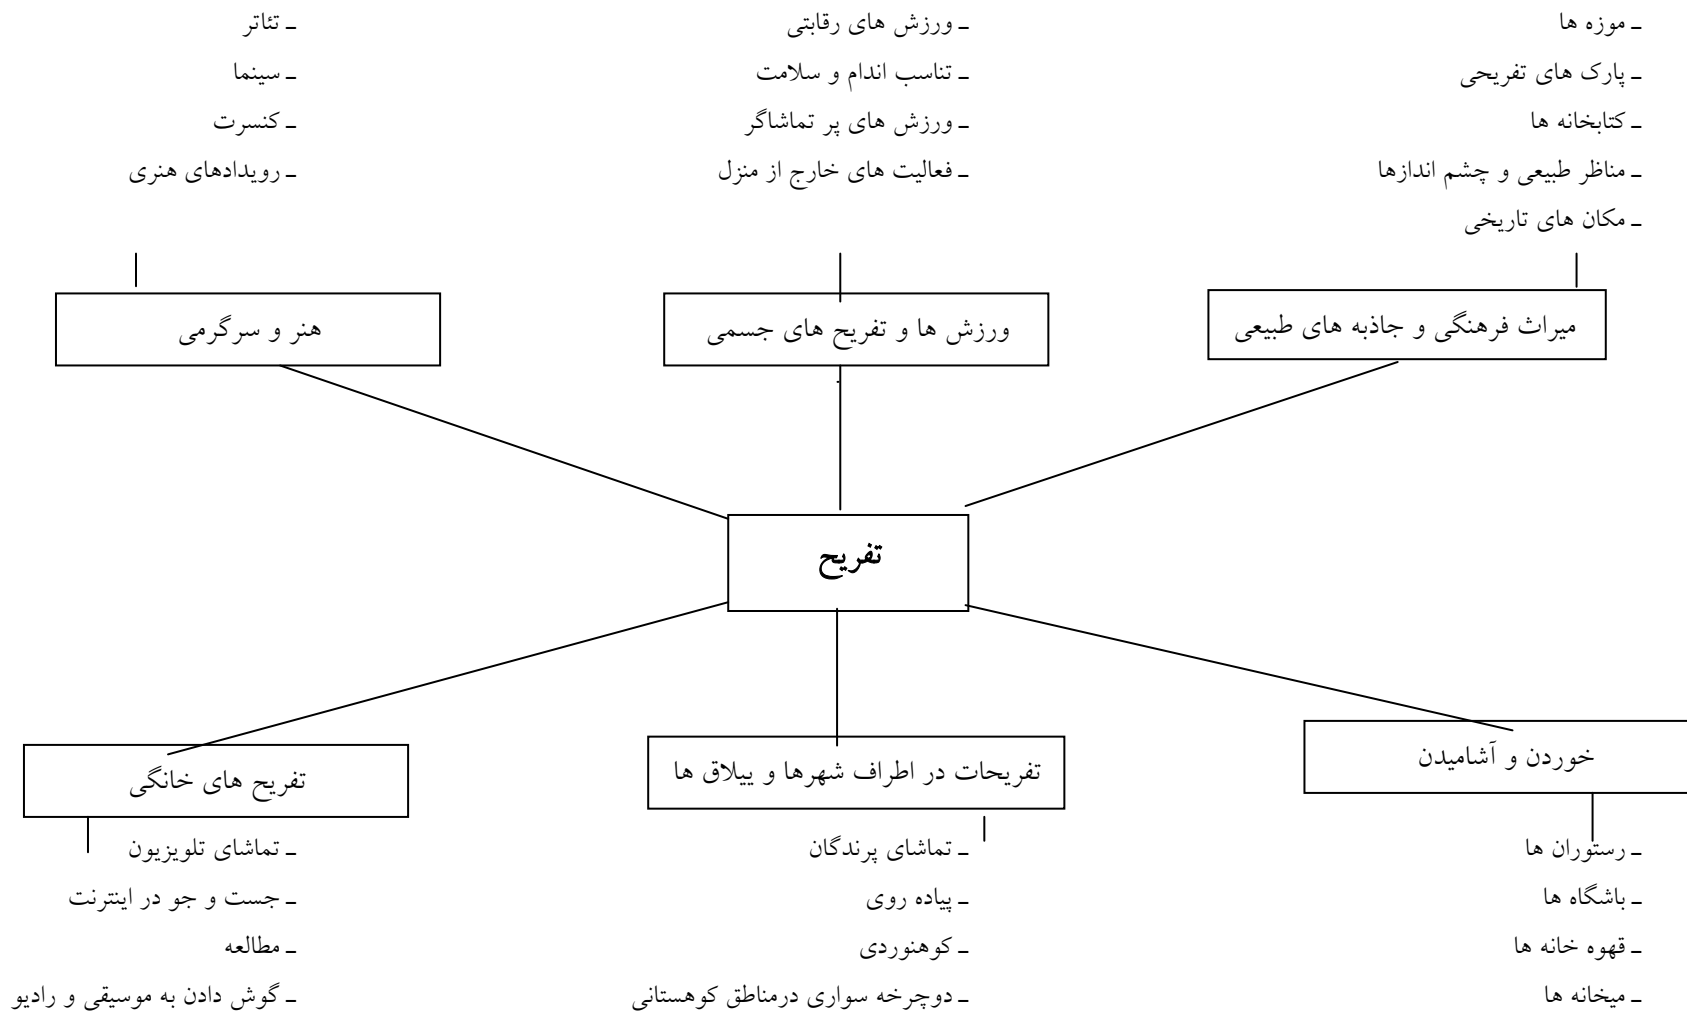 ـ موزه ها
ـ پارک های تفریحی
ـ کتابخانه ها
ـ مناظر طبیعی و چشم اندازها
ـ مکان های تاریخی
میراث فرهنگی و جاذبه های طبیعی
ـ ورزش های رقابتی
ـ تناسب اندام و سلامت
ـ ورزش های پر تماشاگر
ـ فعالیت های خارج از منزل
ورزش ها و تفریح های جسمی
ـ تئاتر
ـ سینما
ـ کنسرت
ـ رویدادهای هنری
هنر و سرگرمی
تفریح
خوردن و آشامیدن
ـ رستوران ها
ـ باشگاه ها
ـ قهوه خانه ها
ـ میخانه ها
تفریحات در اطراف شهرها و ییلاق ها
ـ تماشای پرندگان
ـ پیاده روی
ـ کوهنوردی
ـ دوچرخه سواری درمناطق کوهستانی
تفریح های خانگی
ـ تماشای تلویزیون
ـ جست و جو در اینترنت
ـ مطالعه
ـ گوش دادن به موسیقی و رادیو